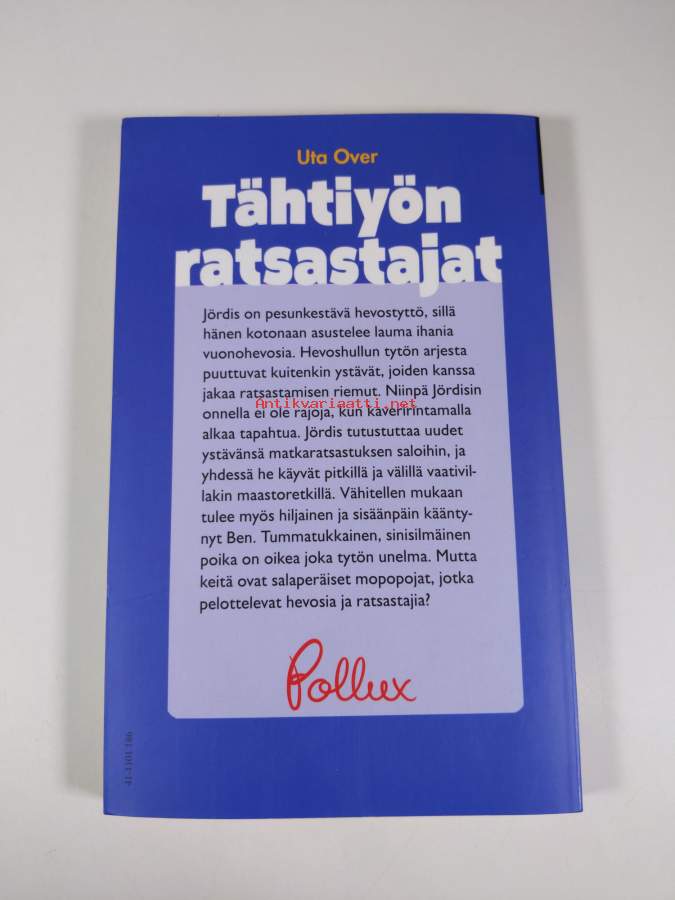 Uta Over
Tähtiyön
ratsastajat
Jördis on pesunkestävä hevostyttö, sillä
hänen kotonaan asustelee lauma ihania
vuonohevosia. Hevoshullun tytön arjesta
puuttuvat kuitenkin ystävät, joiden kanssa
jakaa ratsastamisen riemut. Niinpä Jördisin
Antikvariaatti.net
onnella ei ole rajoja, kun kaveririntamalla
alkaa tapahtua. Jördis tutustuttaa uudet
ystävänsä matkaratsastuksen saloihin, ja
yhdessä he käyvät pitkillä ja välillä vaativil-
lakin maastoretkillä. Vähitellen mukaan
tulee myös hiljainen ja sisäänpäin käänty-
nyt Ben. Tummatukkainen, sinisilmäinen
poika on oikea joka tytön unelma. Mutta
keitä ovat salaperäiset mopopojat, jotka
pelottelevat hevosia ja ratsastajia?
Pollux